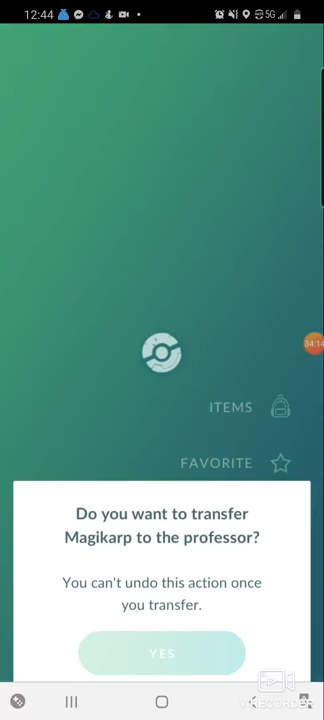 12:44
5G
34:14
ITEMS
FAVORITE
Do you want to transfer
Magikarp to the professor?
You can't undo this action once
you transfer.
YES
VKRECORDER